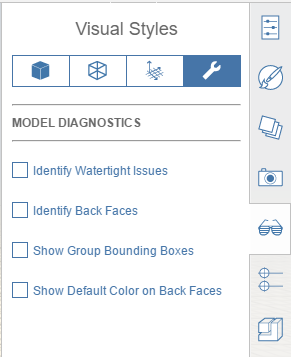 Visual Styles
MODEL DIAGNOSTICS
Identify Watertight Issues
Identify Back Faces
Show Group Bounding Boxes
Show Default Color on Back Faces